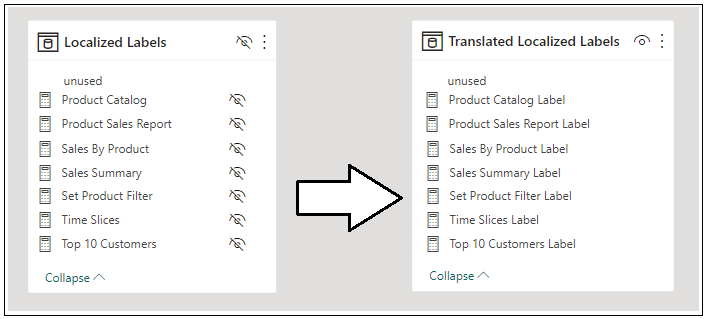 Localized Labels
unused
Product Catalog
Product Sales Report
Sales By Product
Sales Summary
Set Product Filter
Time Slices
Top 10 Customers
Collapse
Translated Localized Labels
unused
Product Catalog Label
Product Sales Report Label
Sales By Product Label
Sales Summary Label
Set Product Filter Label
Time Slices Label
Top 10 Customers Label
Collapse